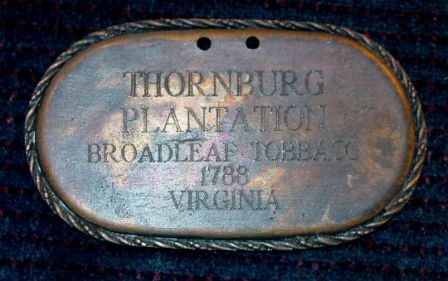 THORNBURG
PLANTATION
BROADLEAF TOBBACO
1788
VIRGINIA